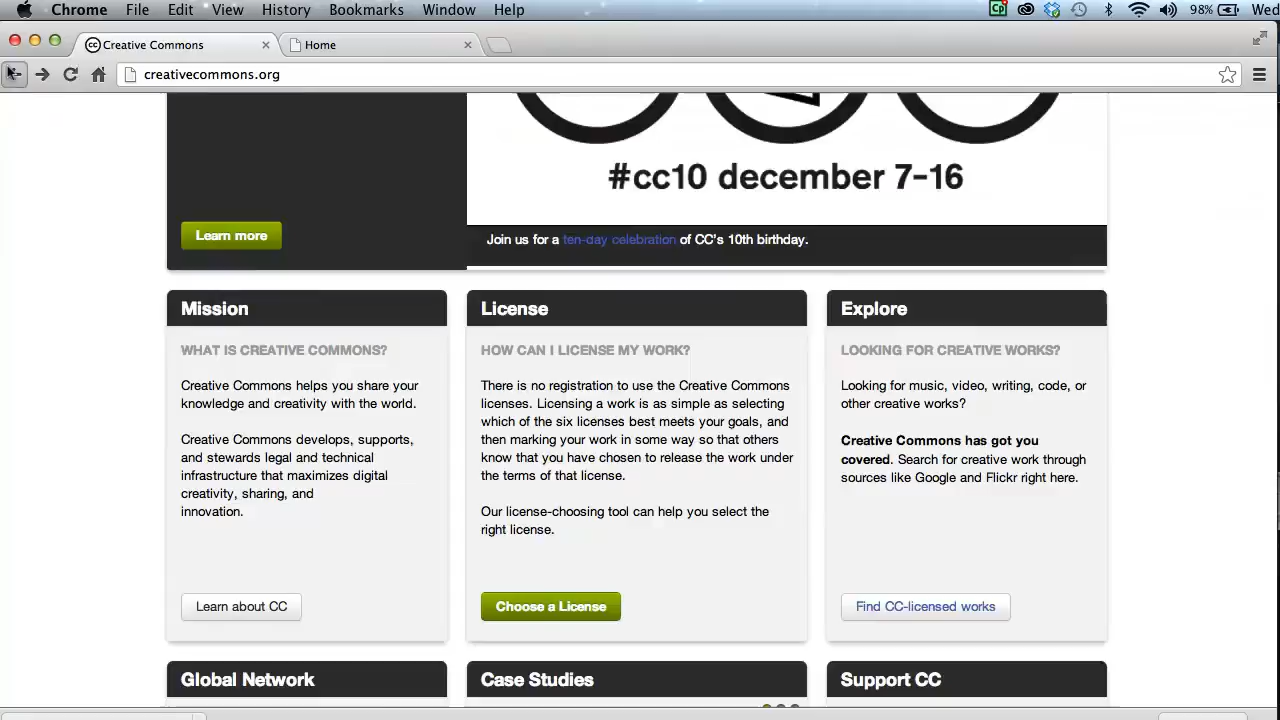 Chrome File Edit View History Bookmarks Window Help 98% Wed
Creative Commons Home
creativecommons.org
#cc10 december 7-16
Learn more
Join us for a ten-day celebration of CC's 10th birthday.
Mission
WHAT IS CREATIVE COMMONS?
Creative Commons helps you share your
knowledge and creativity with the world.
Creative Commons develops, supports,
and stewards legal and technical
infrastructure that maximizes digital
creativity, sharing, and
innovation.
Learn about CC
License
HOW CAN I LICENSE MY WORK?
There is no registration to use the Creative Commons
licenses. Licensing a work is as simple as selecting
which of the six licenses best meets your goals, and
then marking your work in some way so that others
know that you have chosen to release the work under
the terms of that license.
Our license-choosing tool can help you select the
right license.
Choose a License
Explore
LOOKING FOR CREATIVE WORKS?
Looking for music, video, writing, code, or
other creative works?
Creative Commons has got you
covered. Search for creative work through
sources like Google and Flickr right here.
Find CC-licensed works
Global Network
Case Studies
Support CC